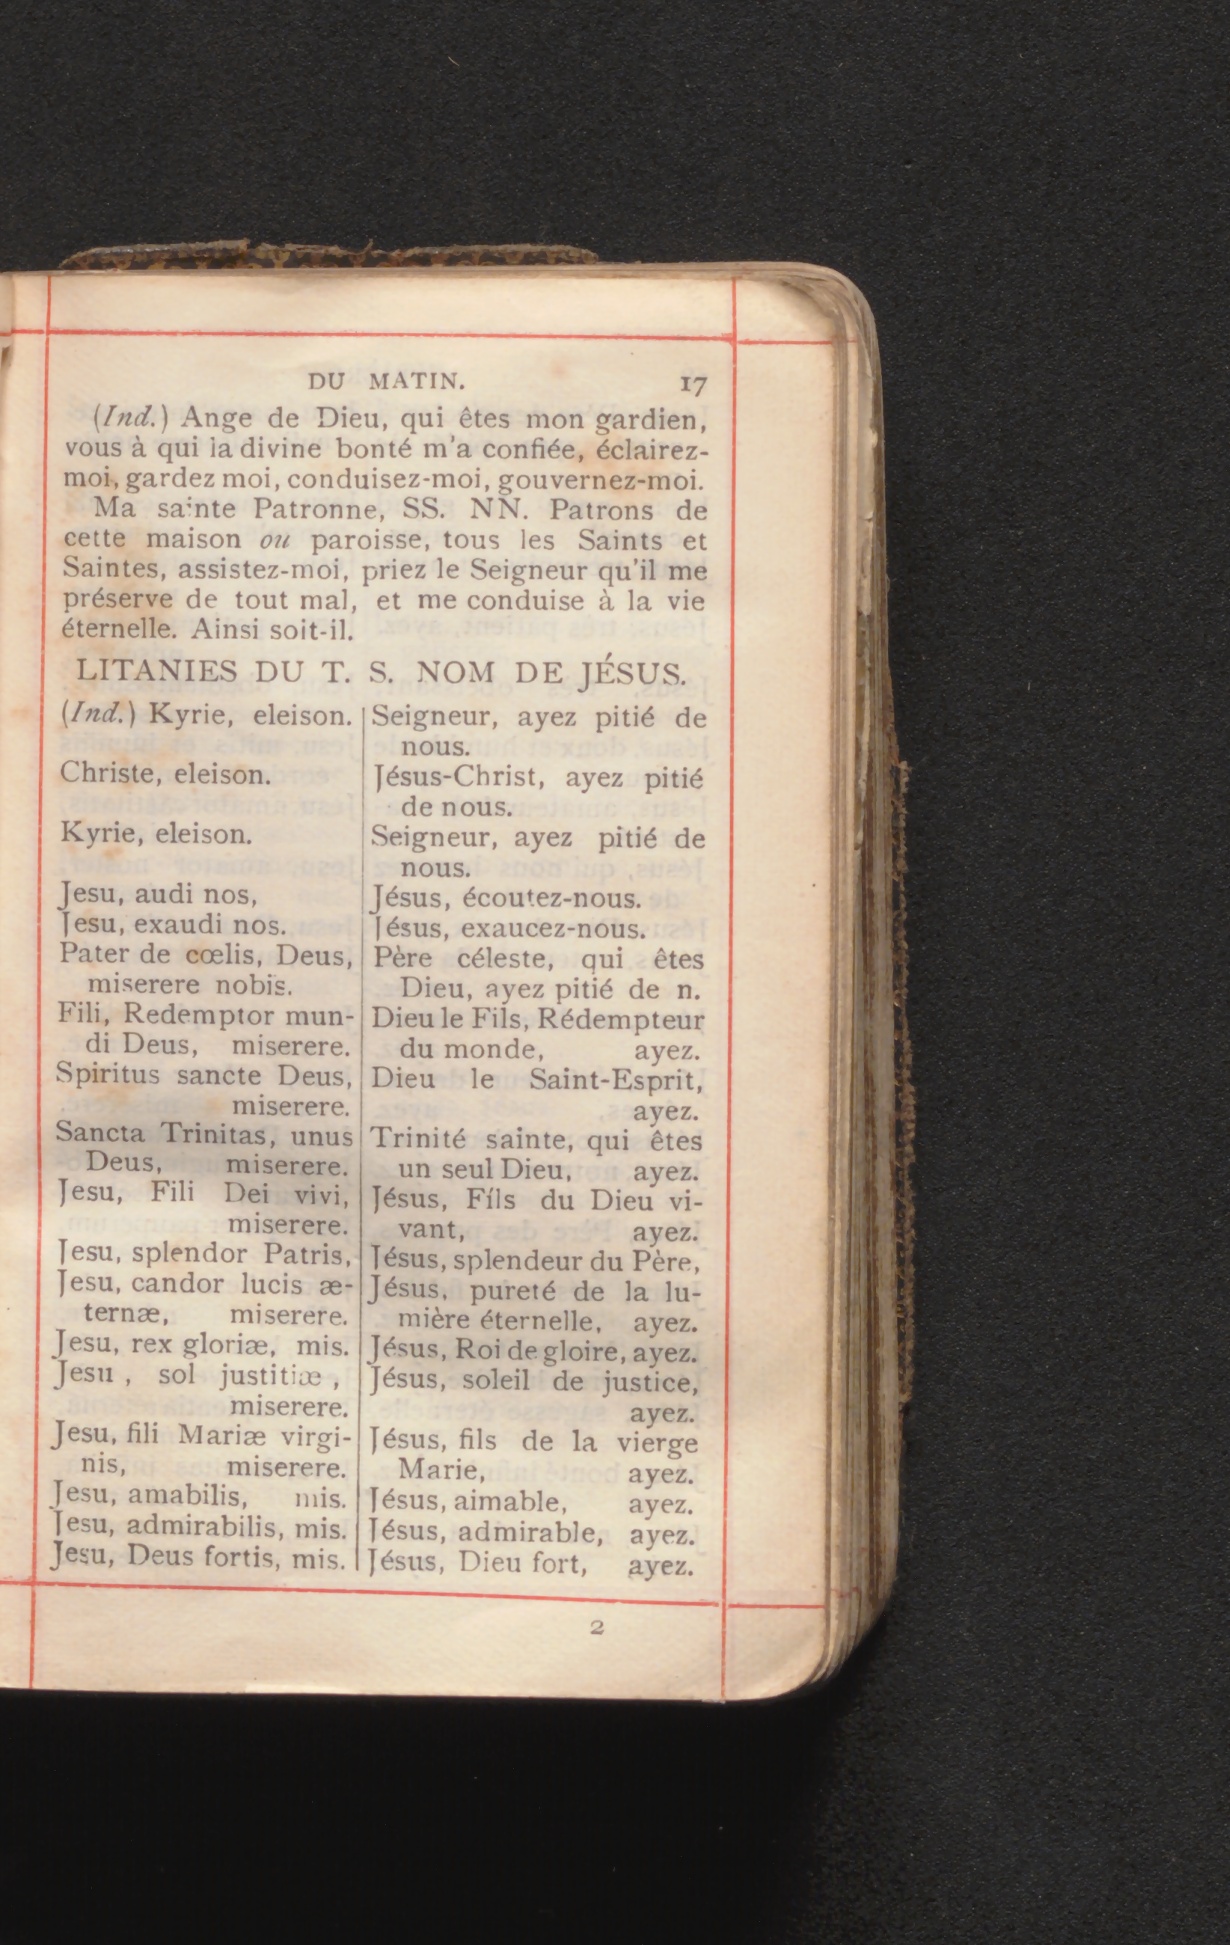 DU MATIN. 17
(Ind.) Ange de Dieu, qui êtes mon gardien,
vous à qui la divine bonté m'a confiée, éclairez-
moi, gardez moi, conduisez-moi, gouvernez-moi.
Ma sainte Patronne, SS. NN. Patrons de
cette maison ou paroisse, tous les Saints et
Saintes, assistez-moi, priez le Seigneur qu'il me
préserve de tout mal, et me conduise à la vie
éternelle. Ainsi soit-il.
LITANIES DU T. S. NOM DE JÉSUS.
(Ind.) Kyrie, eleison.
Christe, eleison.
Kyrie, eleison.
Jesu, audi nos,
Jesu, exaudi nos.
Pater de cœlis, Deus,
miserere nobis.
Fili, Redemptor mun-
di Deus, miserere.
Spiritus sancte Deus,
miserere.
Sancta Trinitas, unus
Deus, miserere.
Jesu, Fili Dei vivi,
miserere.
Jesu, splendor Patris,
Jesu, candor lucis æ-
ternæ, miserere.
Jesu, rex gloriæ, mis.
Jesu, sol justitiæ,
miserere.
Jesu, fili Mariæ virgi-
nis, miserere.
Jesu, amabilis, mis.
Jesu, admirabilis, mis.
Jesu, Deus fortis, mis.
Seigneur, ayez pitié de
nous.
Jésus-Christ, ayez pitié
de nous.
Seigneur, ayez pitié de
nous.
Jésus, écoutez-nous.
Jésus, exaucez-nous.
Père céleste, qui êtes
Dieu, ayez pitié de n.
Dieu le Fils, Rédempteur
du monde, ayez.
Dieu le Saint-Esprit,
ayez.
Trinité sainte, qui êtes
un seul Dieu, ayez.
Jésus, Fils du Dieu vi-
vant, ayez.
Jésus, splendeur du Père,
Jésus, pureté de la lu-
mière éternelle, ayez.
Jésus, Roi de gloire, ayez.
Jésus, soleil de justice,
ayez.
Jésus, fils de la vierge
Marie, ayez.
Jésus, aimable, ayez.
Jésus, admirable, ayez.
Jésus, Dieu fort, ayez.
2